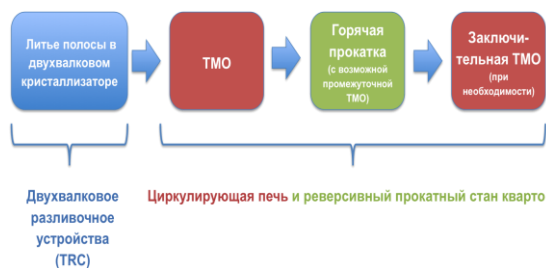 Литье полосы в
двухвалковом
кристаллизаторе
ТМО
Горячая
прокатка
(с возможной
промежуточной
ТМО)
Заключи-
тельная ТМО
(при
необходимости)
Двухвалковое
разливочное
устройства
(TRC)
Циркулирующая печь и реверсивный прокатный стан кварто